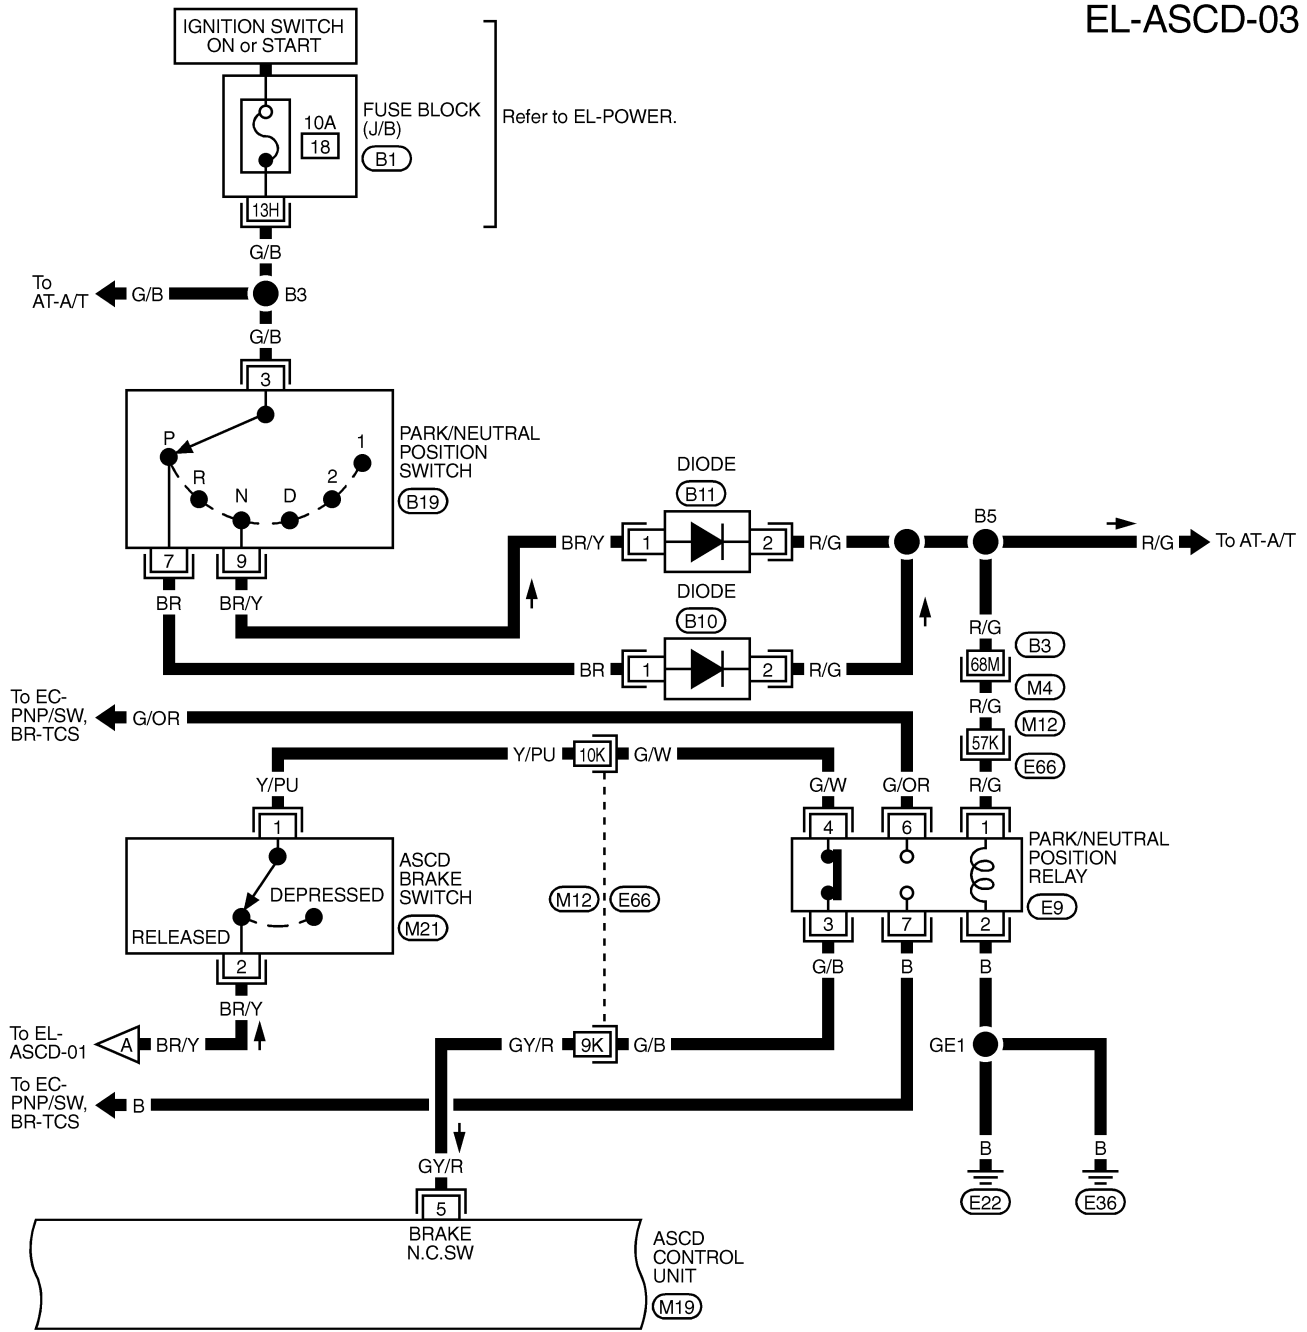 EL-ASCD-03
IGNITION SWITCH
ON or START
10A
18
FUSE BLOCK
(J/B)
B1
Refer to EL-POWER.
13H
G/B
To
AT-A/T
G/B
B3
G/B
3
P
R
N
D
2
1
PARK/NEUTRAL
POSITION
SWITCH
B19
7
9
BR
BR/Y
DIODE
B11
BR/Y
1
2
R/G
B5
R/G
To AT-A/T
DIODE
B10
BR
1
2
R/G
R/G
B3
68M
M4
R/G
M12
57K
E66
R/G
To EC-
PNP/SW,
BR-TCS
G/OR
Y/PU
10K
G/W
Y/PU
G/W
G/OR
1
4
6
1
PARK/NEUTRAL
POSITION
RELAY
E9
DEPRESSED
RELEASED
ASCD
BRAKE
SWITCH
M21
M12
E66
3
7
2
2
G/B
B
B
BR/Y
To EL-
ASCD-01
A
BR/Y
GY/R
9K
G/B
GE1
To EC-
PNP/SW,
BR-TCS
B
B
B
E22
E36
GY/R
5
BRAKE
N.C.SW
ASCD
CONTROL
UNIT
M19